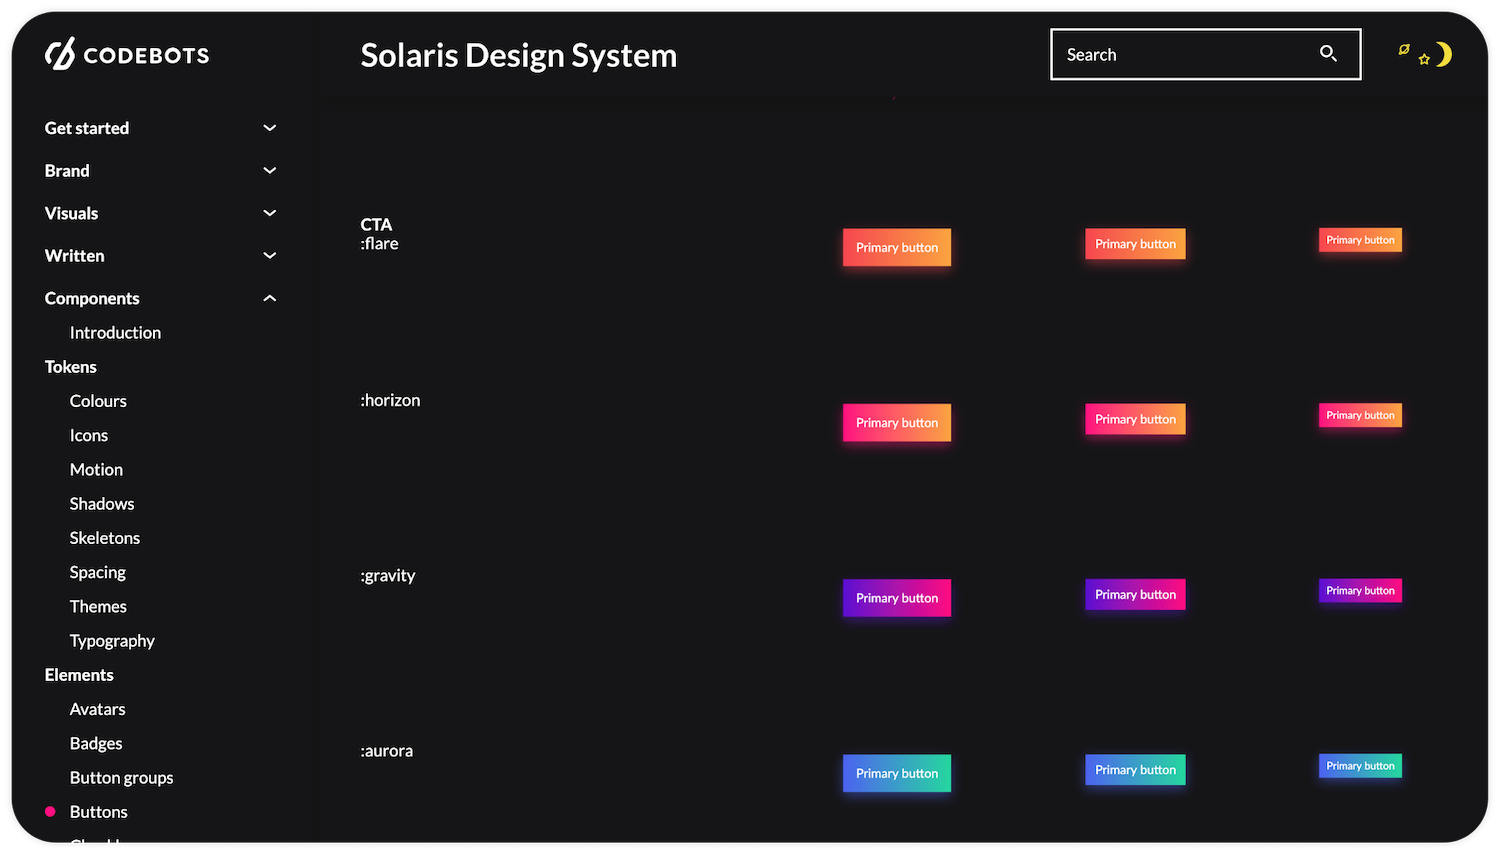 CODEBOTS
Solaris Design System
Search
Get started
Brand
Visuals
Written
Components
Introduction
Tokens
Colours
Icons
Motion
Shadows
Skeletons
Spacing
Themes
Typography
Elements
Avatars
Badges
Button groups
Buttons
CTA
:flare
Primary button
Primary button
Primary button
:horizon
Primary button
Primary button
Primary button
:gravity
Primary button
Primary button
Primary button
:aurora
Primary button
Primary button
Primary button